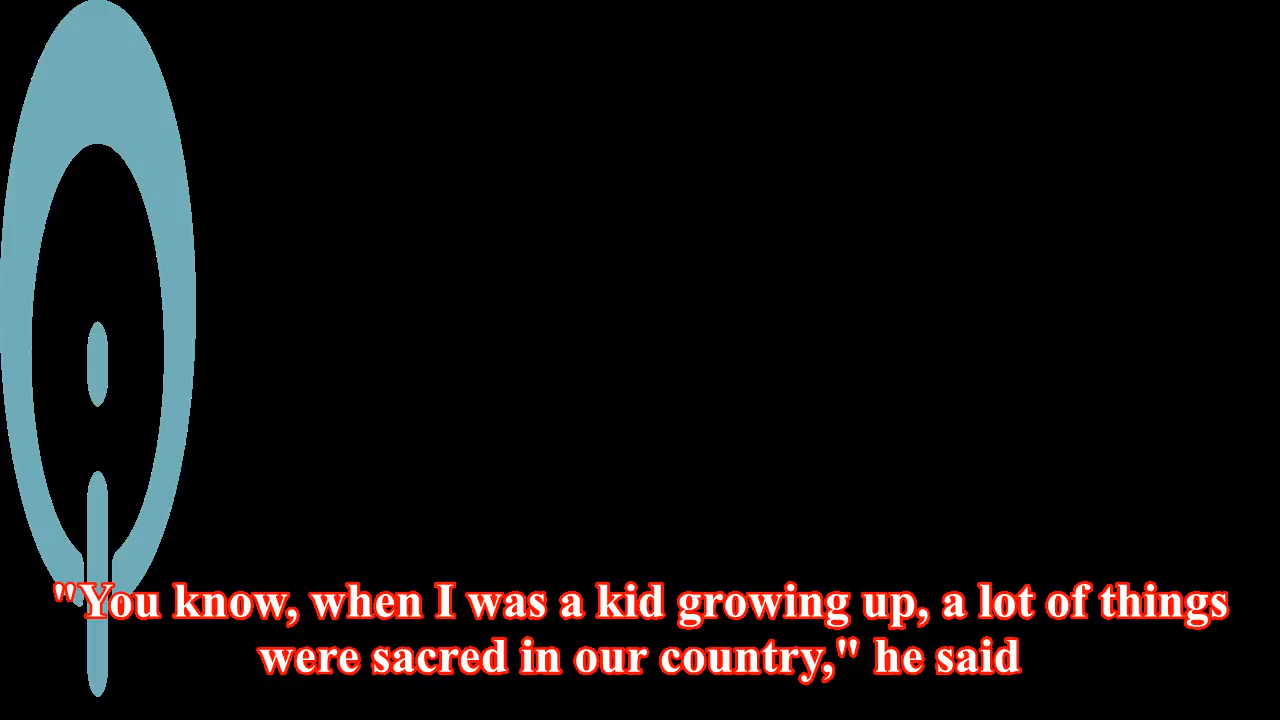 "You know, when I was a kid growing up, a lot of things
were sacred in our country," he said